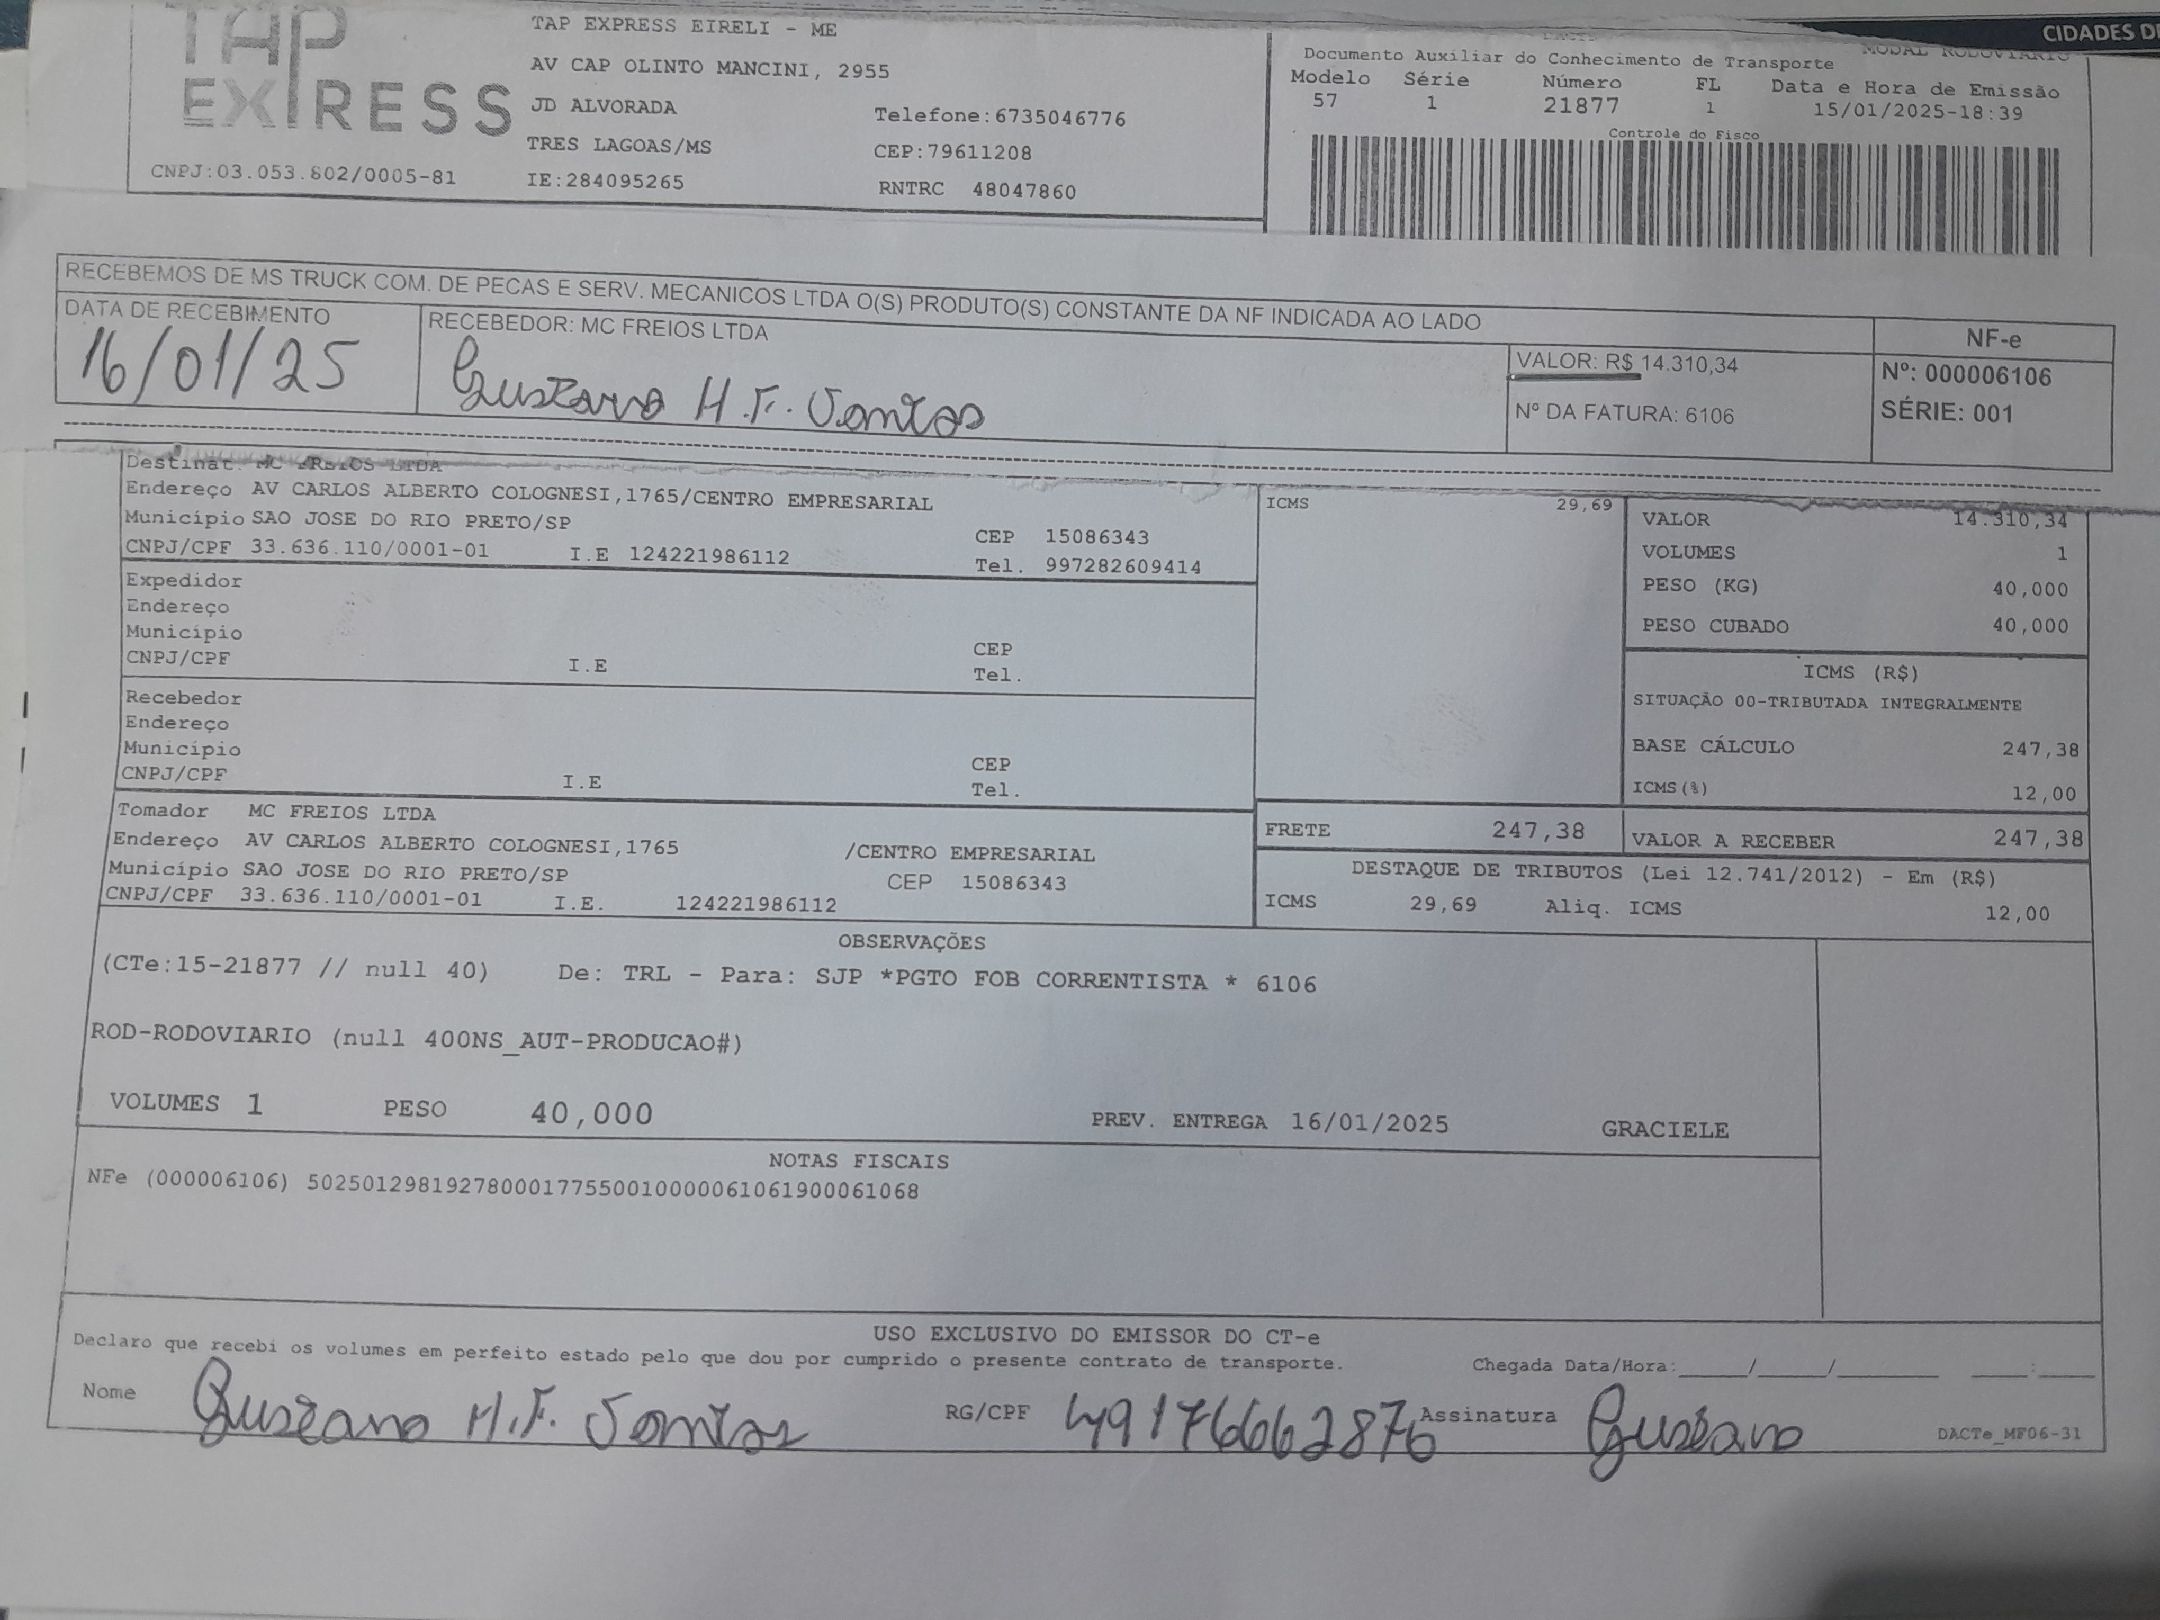 TAP EXPRESS
TAP EXPRESS EIRELI - ME
AV CAP OLINTO MANCINI, 2955
JD ALVORADA Telefone:6735046776
TRES LAGOAS/MS CEP:79611208
CNPJ:03.053.802/0005-81 IE:284095265 RNTRC 48047860
CIDADES
MODAL RODOVIARIO
Documento Auxiliar do Conhecimento de Transporte
Modelo Série Número FL Data e Hora de Emissão
57 1 21877 1 15/01/2025-18:39
Controle do Fisco
RECEBEMOS DE MS TRUCK COM. DE PECAS E SERV. MECANICOS LTDA O(S) PRODUTO(S) CONSTANTE DA NF INDICADA AO LADO
DATA DE RECEBIMENTO
16/01/25
RECEBEDOR: MC FREIOS LTDA
Gustavo H.F. Santos
VALOR: R$ 14.310,34
Nº DA FATURA: 6106
NF-e
Nº: 000006106
SÉRIE: 001
Destinat. MC FREIOS LTDA
Endereço AV CARLOS ALBERTO COLOGNESI,1765/CENTRO EMPRESARIAL
Município SAO JOSE DO RIO PRETO/SP CEP 15086343
CNPJ/CPF 33.636.110/0001-01 I.E 124221986112 Tel. 997282609414
Expedidor
Endereço
Município CEP
CNPJ/CPF I.E Tel.
Recebedor
Endereço
Município CEP
CNPJ/CPF I.E Tel.
Tomador MC FREIOS LTDA
Endereço AV CARLOS ALBERTO COLOGNESI,1765 /CENTRO EMPRESARIAL
Município SAO JOSE DO RIO PRETO/SP CEP 15086343
CNPJ/CPF 33.636.110/0001-01 I.E. 124221986112
ICMS 29,69
VALOR 14.310,34
VOLUMES 1
PESO (KG) 40,000
PESO CUBADO 40,000
ICMS (R$)
SITUAÇÃO 00-TRIBUTADA INTEGRALMENTE
BASE CÁLCULO 247,38
ICMS(%) 12,00
FRETE 247,38 VALOR A RECEBER 247,38
DESTAQUE DE TRIBUTOS (Lei 12.741/2012) - Em (R$)
ICMS 29,69 Aliq. ICMS 12,00
OBSERVAÇÕES
(CTe:15-21877 // null 40) De: TRL - Para: SJP *PGTO FOB CORRENTISTA * 6106
ROD-RODOVIARIO (null 400NS_AUT-PRODUCAO#)
VOLUMES 1 PESO 40,000 PREV. ENTREGA 16/01/2025 GRACIELE
NOTAS FISCAIS
NFe (000006106) 50250129819278000177550010000061061900061068
USO EXCLUSIVO DO EMISSOR DO CT-e
Declaro que recebi os volumes em perfeito estado pelo que dou por cumprido o presente contrato de transporte. Chegada Data/Hora:____/____/______ ___:___
Nome Gustavo H.F. Santos RG/CPF 49176662876 Assinatura Gustavo
DACTe_MF06-31